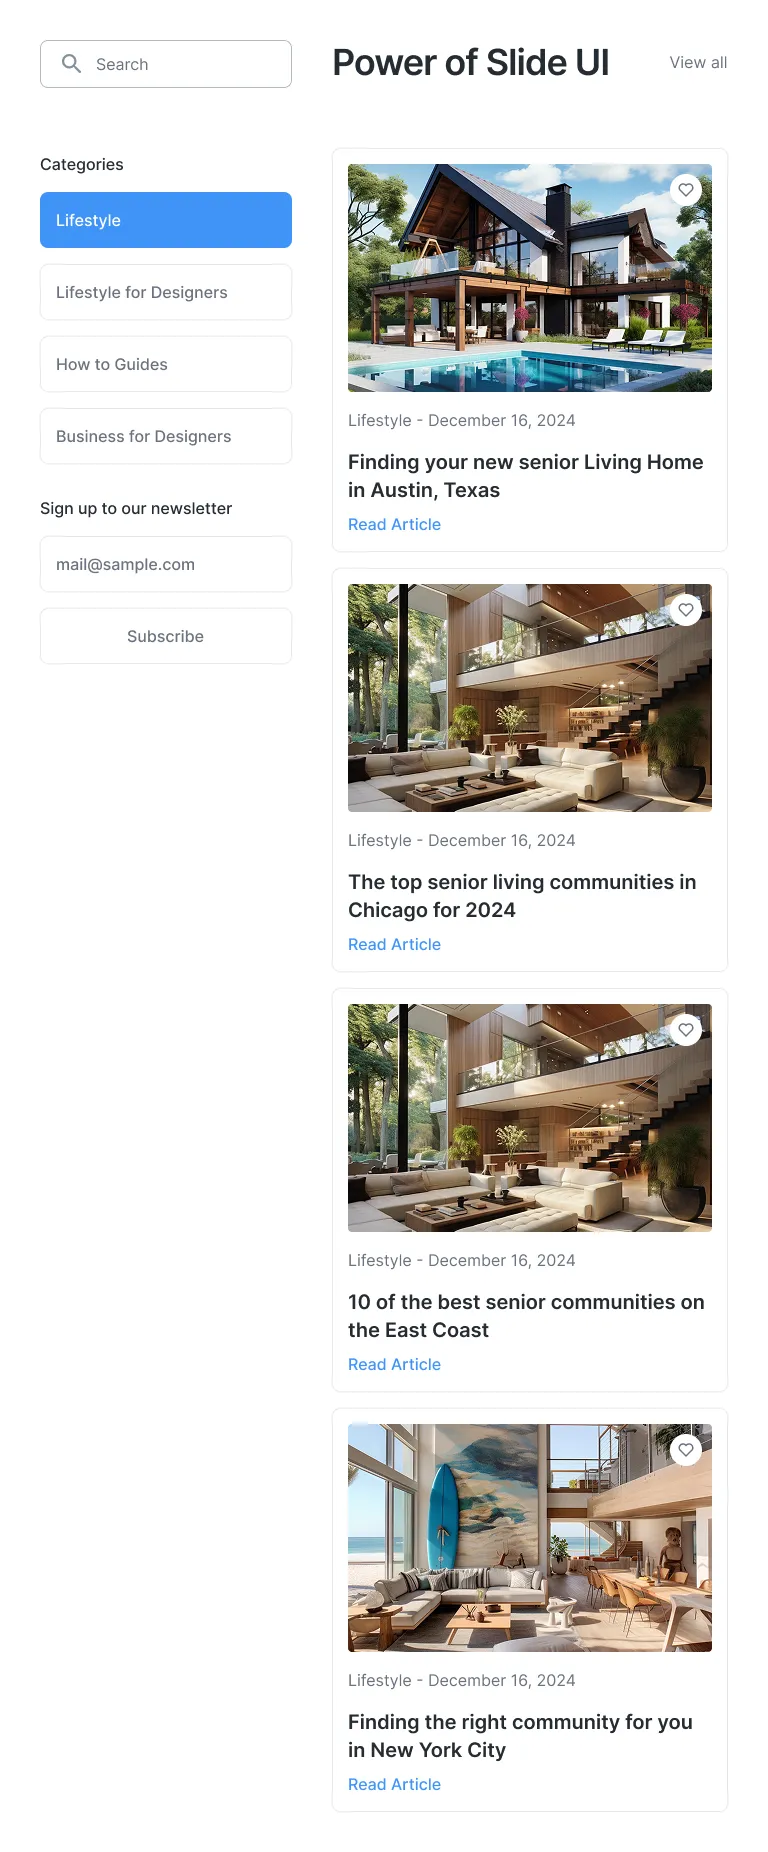 Search
Power of Slide UI
View all
Categories
Lifestyle
Lifestyle for Designers
How to Guides
Business for Designers
Sign up to our newsletter
mail@sample.com
Subscribe
Lifestyle - December 16, 2024
Finding your new senior Living Home
in Austin, Texas
Read Article
Lifestyle - December 16, 2024
The top senior living communities in
Chicago for 2024
Read Article
Lifestyle - December 16, 2024
10 of the best senior communities on
the East Coast
Read Article
Lifestyle - December 16, 2024
Finding the right community for you
in New York City
Read Article